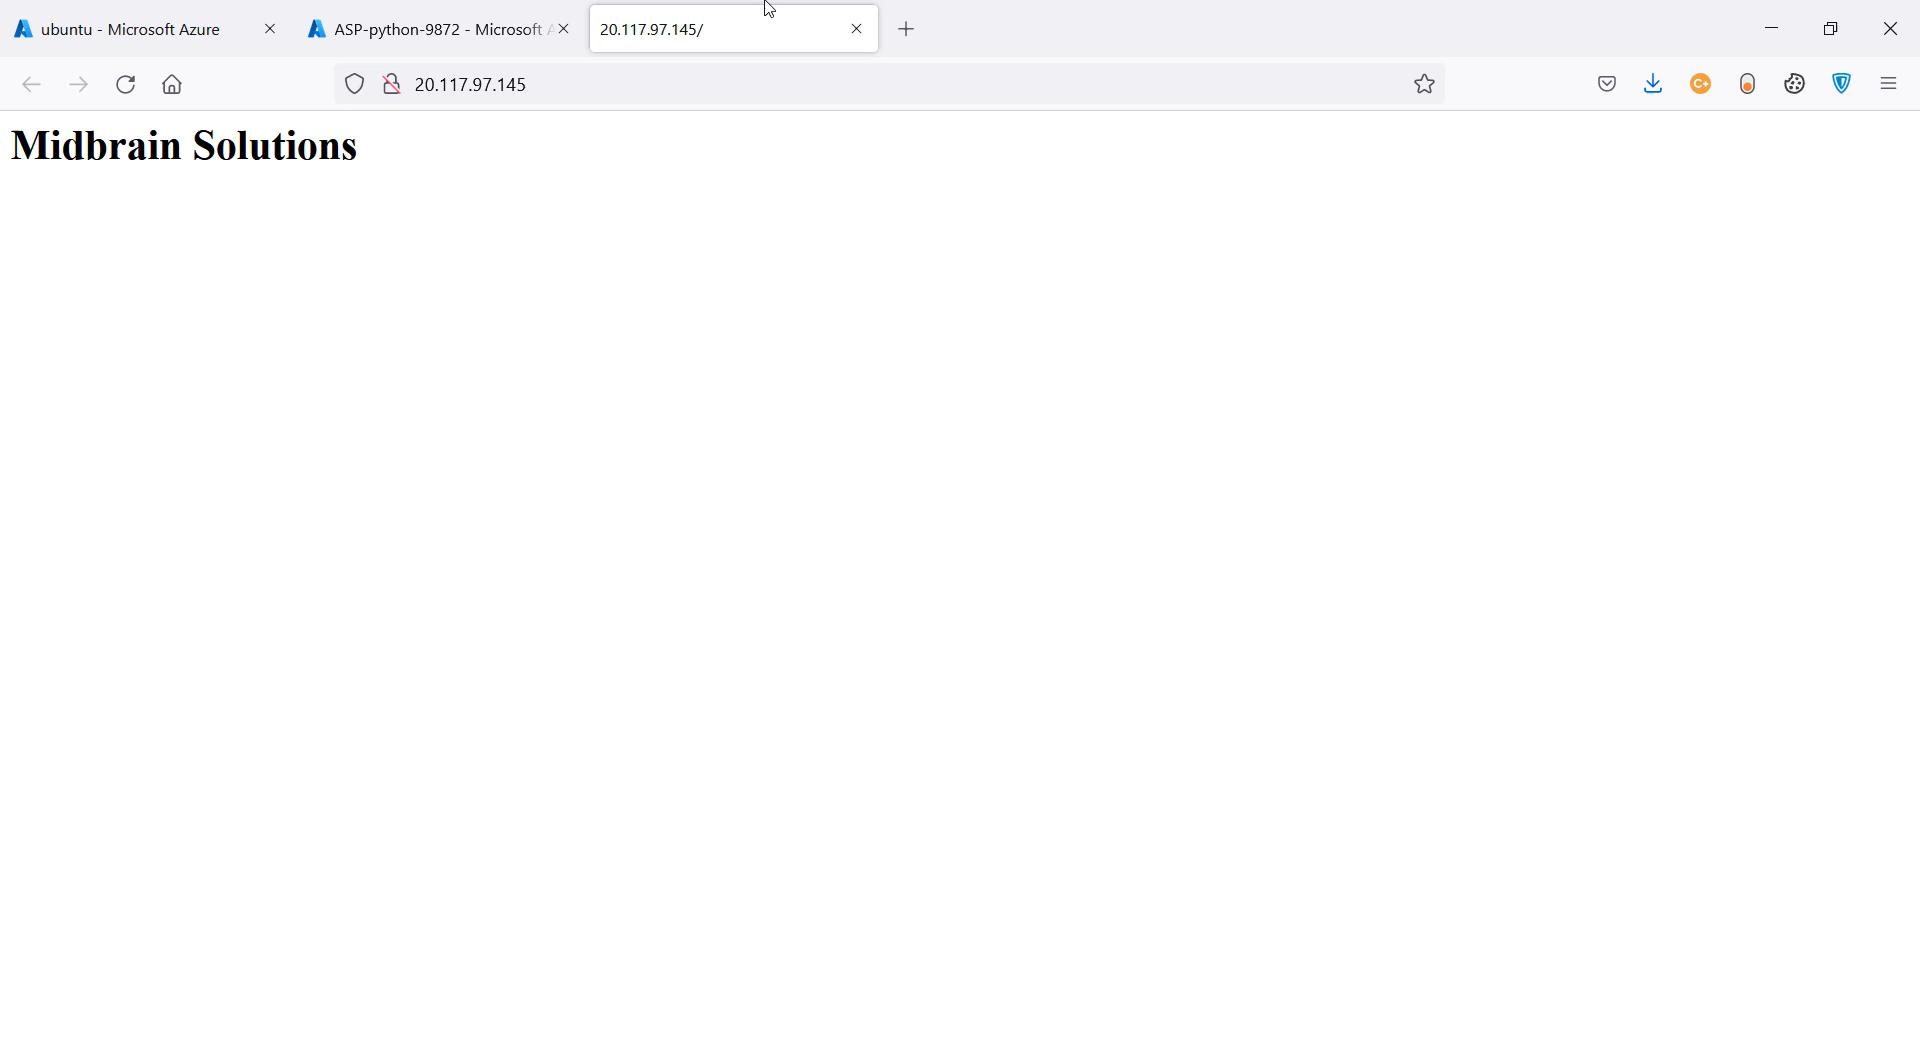 ubuntu - Microsoft Azure
ASP-python-9872 - Microsoft A
20.117.97.145/
20.117.97.145
C+
Midbrain Solutions